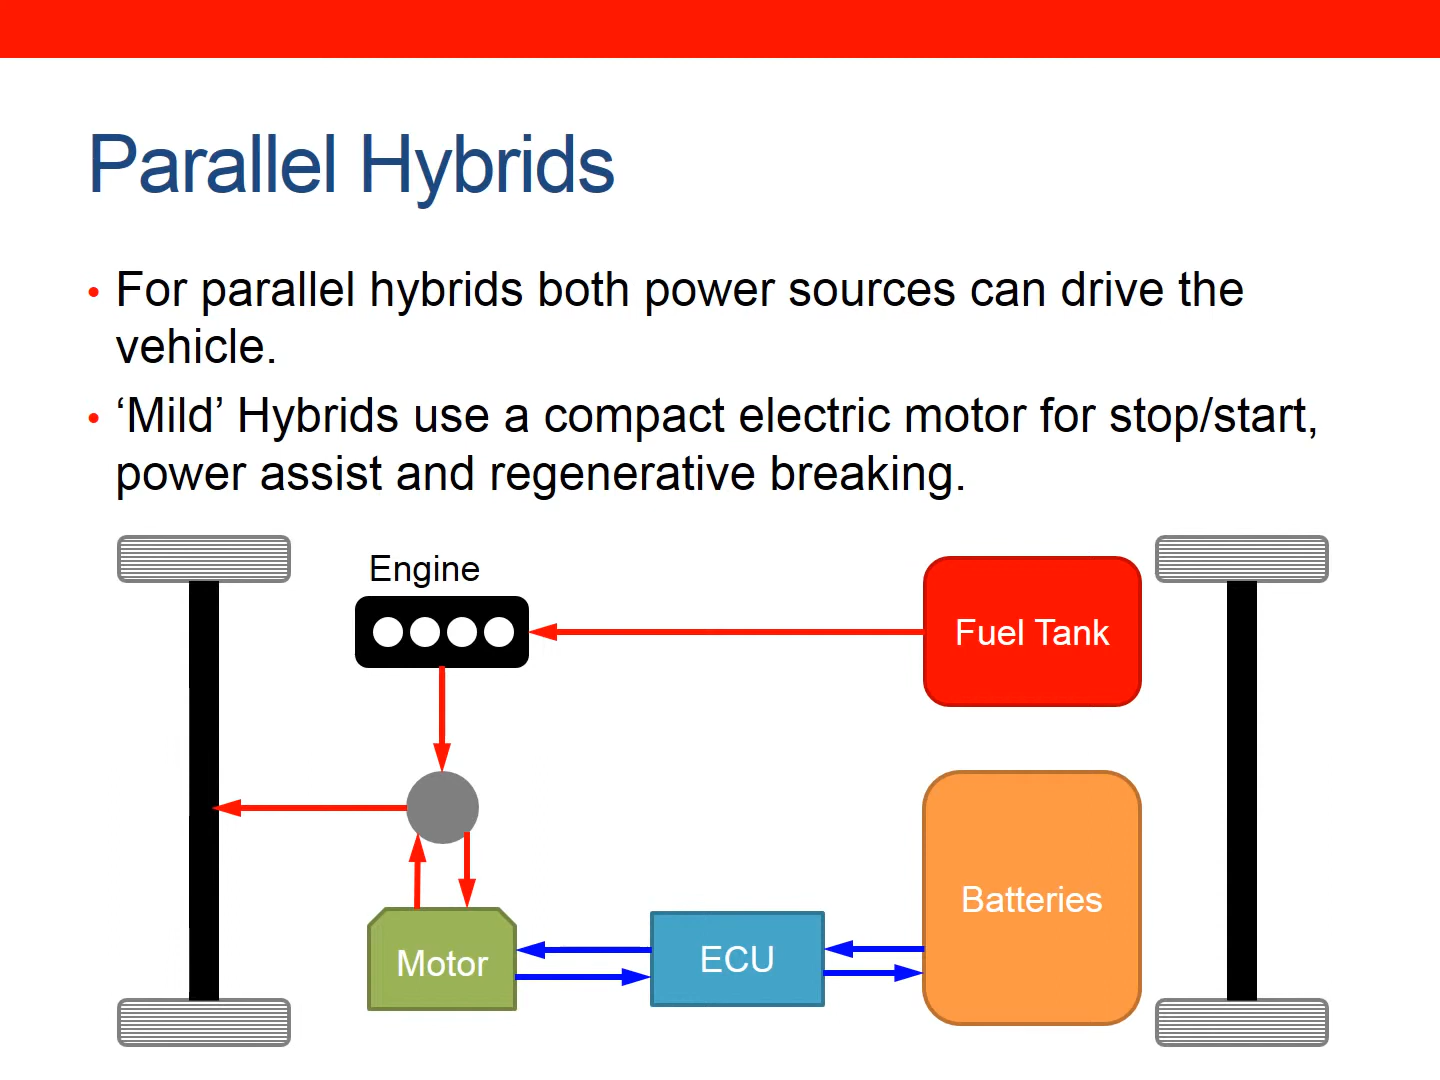 Parallel Hybrids
• For parallel hybrids both power sources can drive the
vehicle.
• ‘Mild’ Hybrids use a compact electric motor for stop/start,
power assist and regenerative breaking.
Engine
Fuel Tank
Batteries
Motor
ECU